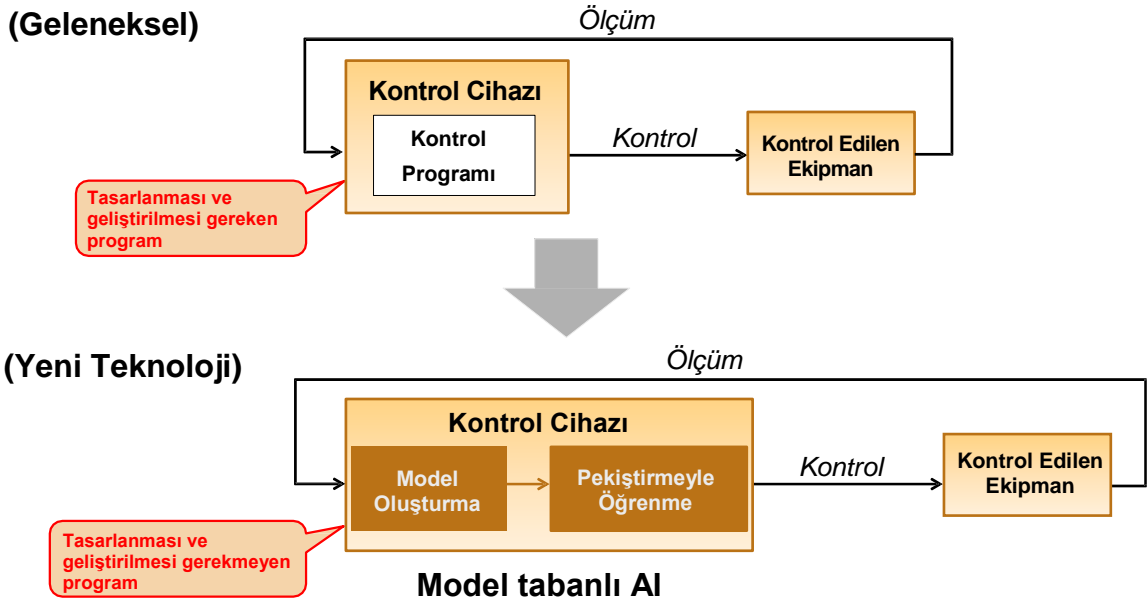 (Geleneksel)
Ölçüm
Kontrol Cihazı
Kontrol
Programı
Kontrol
Kontrol Edilen
Ekipman
Tasarlanması ve
geliştirilmesi gereken
program
(Yeni Teknoloji)
Ölçüm
Kontrol Cihazı
Model
Oluşturma
Pekiştirmeyle
Öğrenme
Kontrol
Kontrol Edilen
Ekipman
Tasarlanması ve
geliştirilmesi gerekmeyen
program
Model tabanlı AI